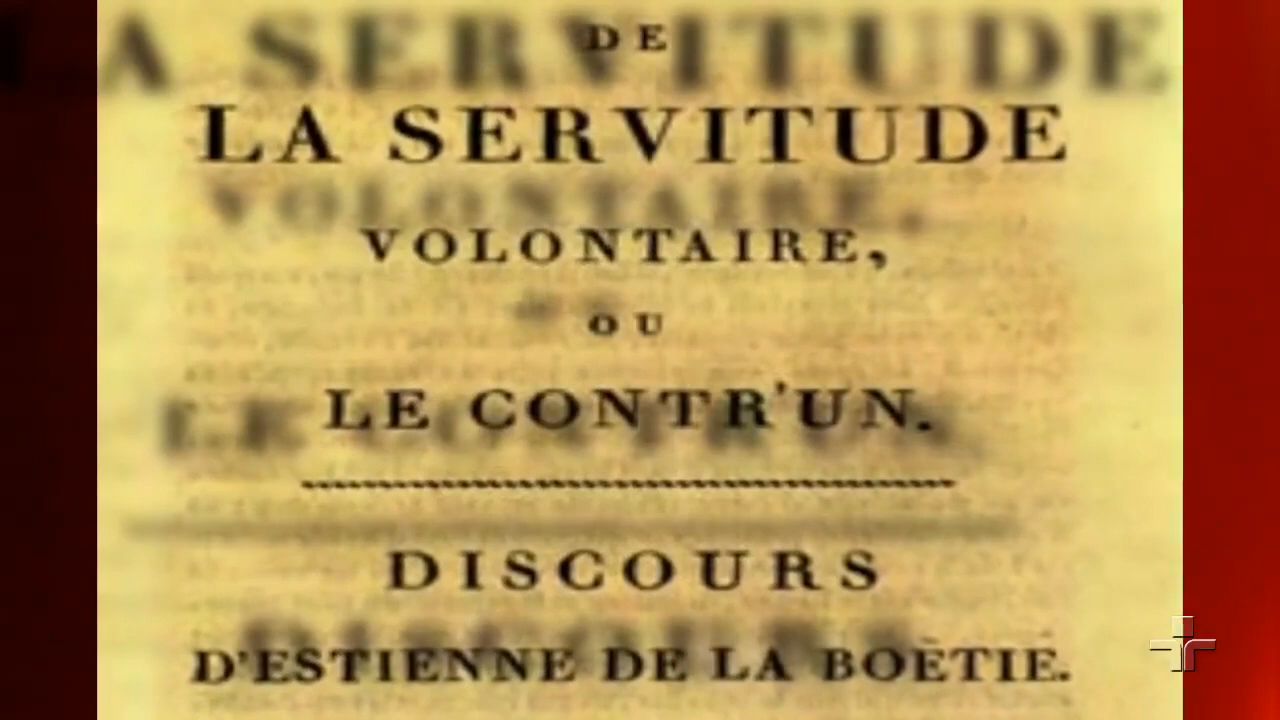 DE
LA SERVITUDE
VOLONTAIRE,
OU
LE CONTR'UN.
DISCOURS
D'ESTIENNE DE LA BOËTIE.